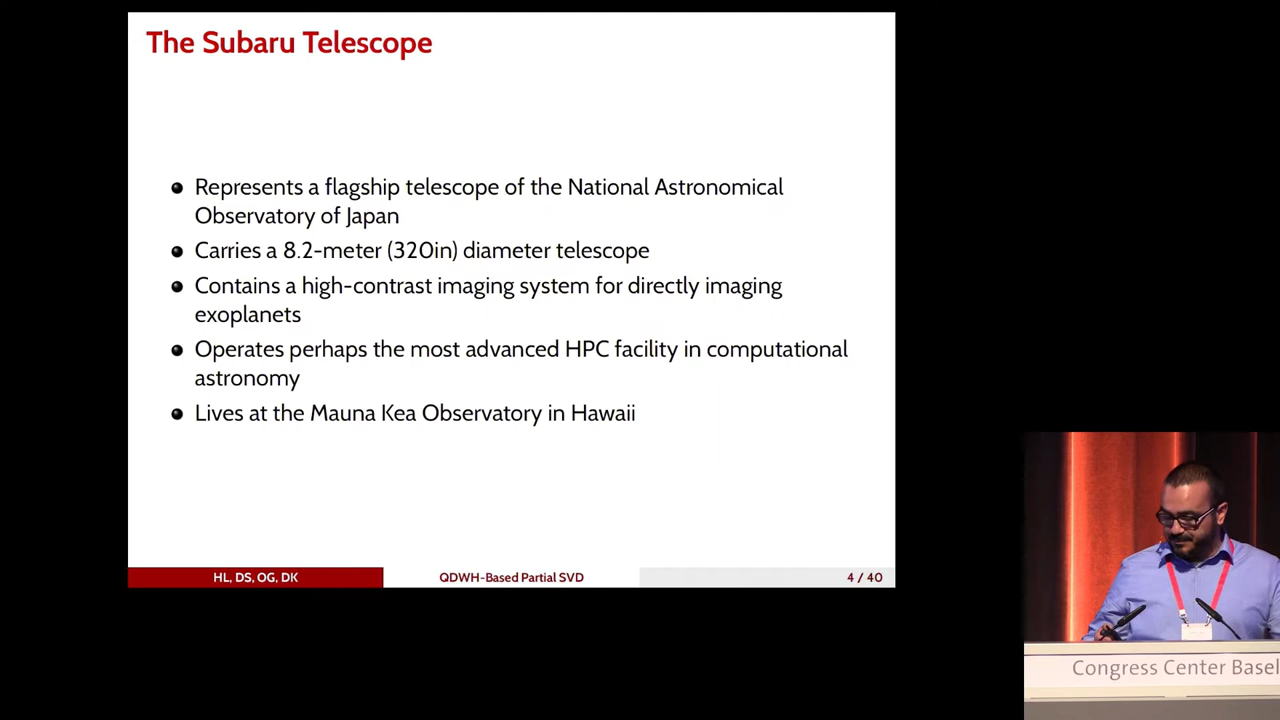 The Subaru Telescope
Represents a flagship telescope of the National Astronomical
Observatory of Japan
Carries a 8.2-meter (320in) diameter telescope
Contains a high-contrast imaging system for directly imaging
exoplanets
Operates perhaps the most advanced HPC facility in computational
astronomy
Lives at the Mauna Kea Observatory in Hawaii
HL, DS, OG, DK
QDWH-Based Partial SVD
4 / 40
Congress Center Basel